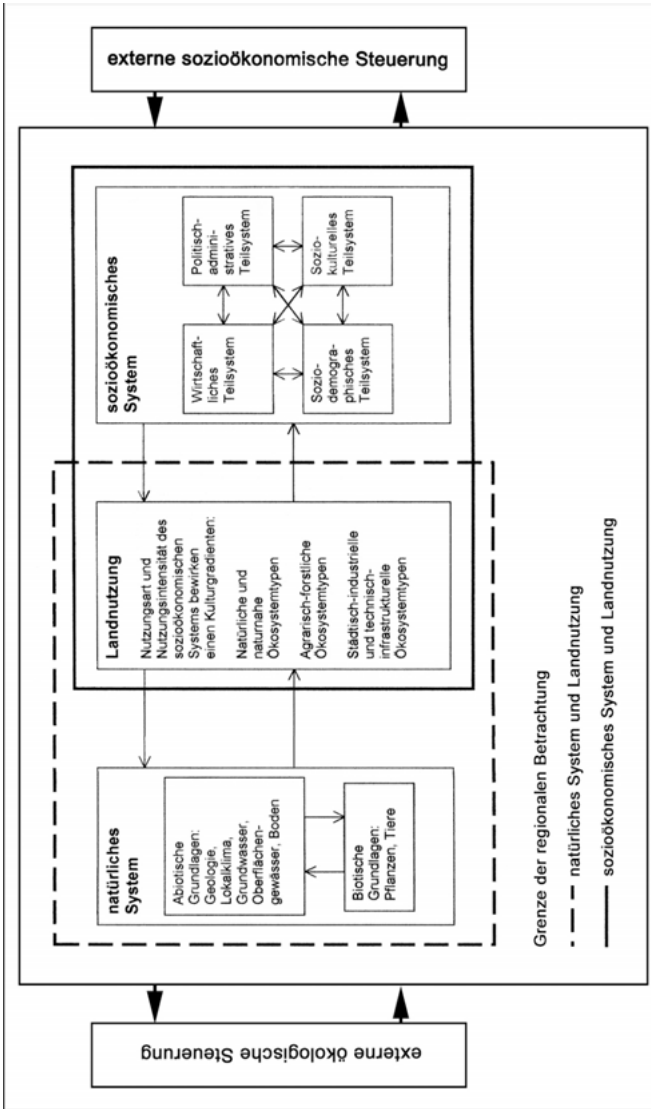 externe sozioökonomische Steuerung
externe ökologische Steuerung
natürliches
System
Abiotische
Grundlagen:
Geologie,
Lokalklima,
Grundwasser,
Oberflächen-
gewässer, Boden
Biotische
Grundlagen:
Pflanzen, Tiere
Landnutzung
Nutzungsart und
Nutzungsintensität des
sozioökonomischen
Systems bewirken
einen Kulturgradienten:
Natürliche und
naturnahe
Ökosystemtypen
Agrarisch-forstliche
Ökosystemtypen
Städtisch-industrielle
und technisch-
infrastrukturelle
Ökosystemtypen
sozioökonomisches
System
Wirtschaft-
liches
Teilsystem
Politisch-
admini-
stratives
Teilsystem
Sozio-
demogra-
phisches
Teilsystem
Sozio-
kulturelles
Teilsystem
Grenze der regionalen Betrachtung
natürliches System und Landnutzung
sozioökonomisches System und Landnutzung